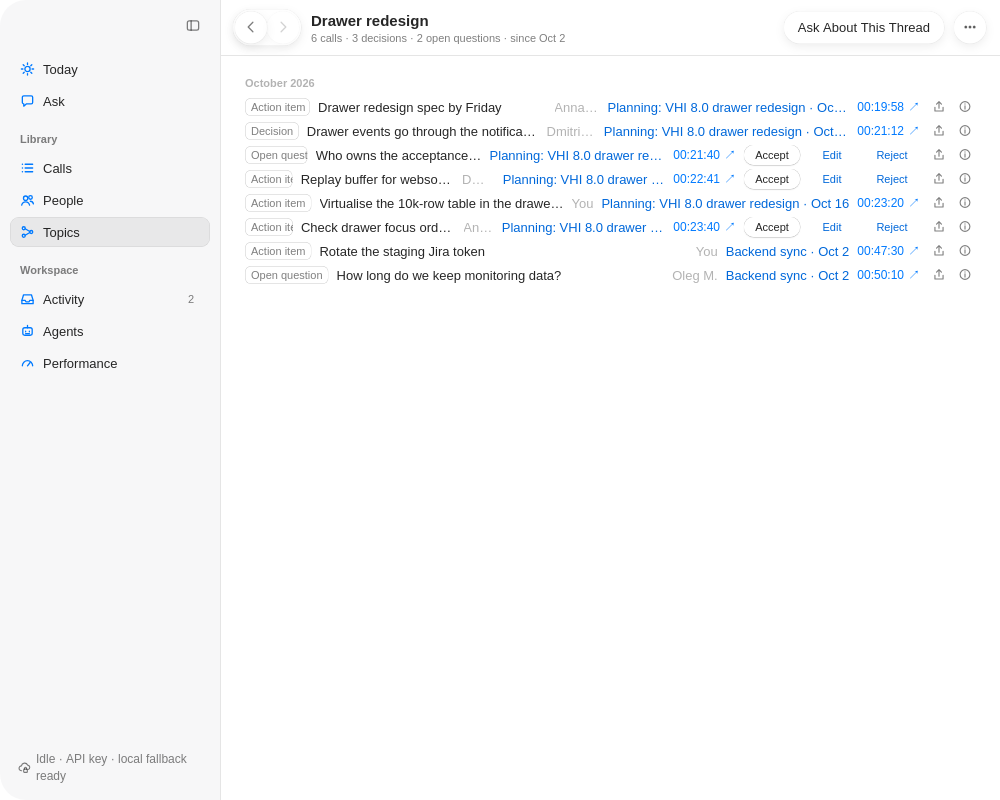 Drawer redesign
6 calls · 3 decisions · 2 open questions · since Oct 2
Ask About This Thread
Today
Ask
Library
Calls
People
Topics
Workspace
Activity 2
Agents
Performance
Idle · API key · local fallback
ready
October 2026
Action item Drawer redesign spec by Friday Anna… Planning: VHI 8.0 drawer redesign · Oc… 00:19:58
Decision Drawer events go through the notifica… Dmitri… Planning: VHI 8.0 drawer redesign · Oct… 00:21:12
Open quest Who owns the acceptance… Planning: VHI 8.0 drawer re… 00:21:40 Accept Edit Reject
Action ite Replay buffer for webso… D… Planning: VHI 8.0 drawer … 00:22:41 Accept Edit Reject
Action item Virtualise the 10k-row table in the drawe… You Planning: VHI 8.0 drawer redesign · Oct 16 00:23:20
Action ite Check drawer focus ord… An… Planning: VHI 8.0 drawer … 00:23:40 Accept Edit Reject
Action item Rotate the staging Jira token You Backend sync · Oct 2 00:47:30
Open question How long do we keep monitoring data? Oleg M. Backend sync · Oct 2 00:50:10